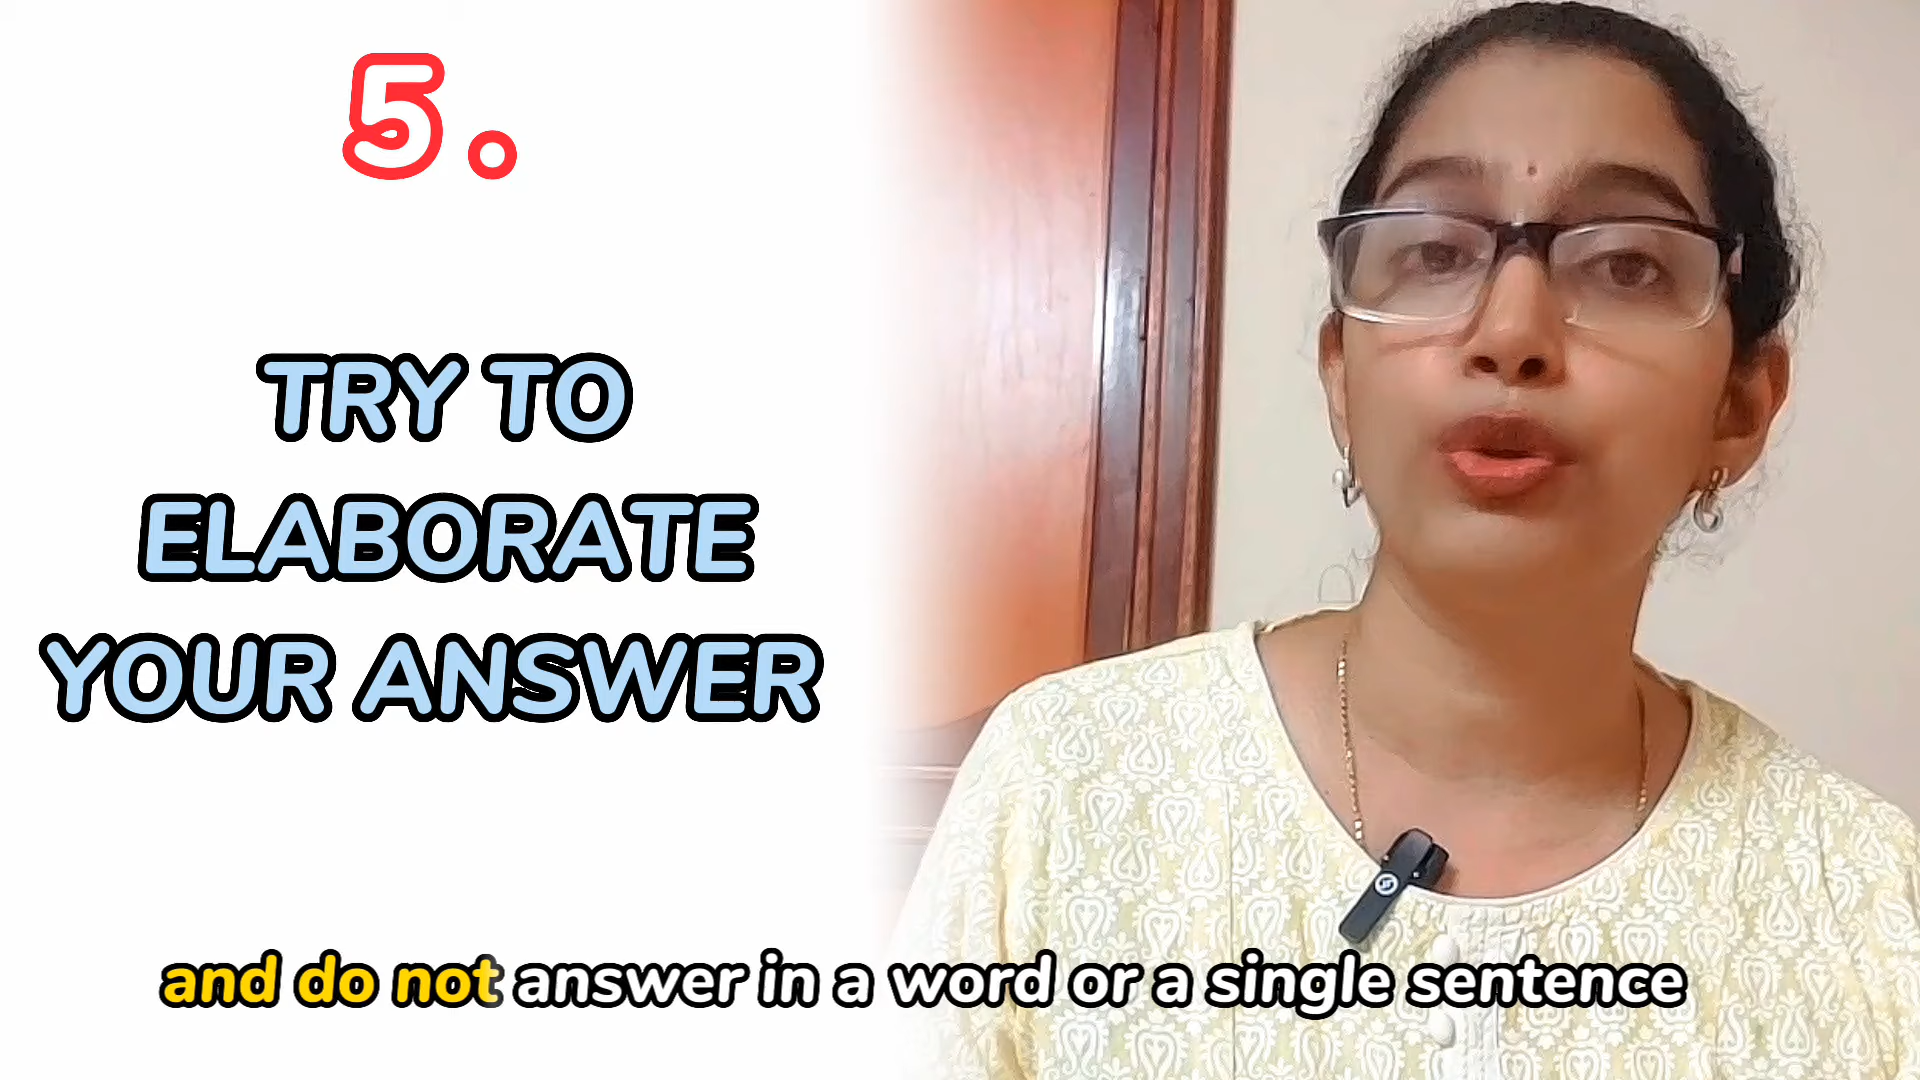 5.
TRY TO
ELABORATE
YOUR ANSWER
and do not answer in a word or a single sentence